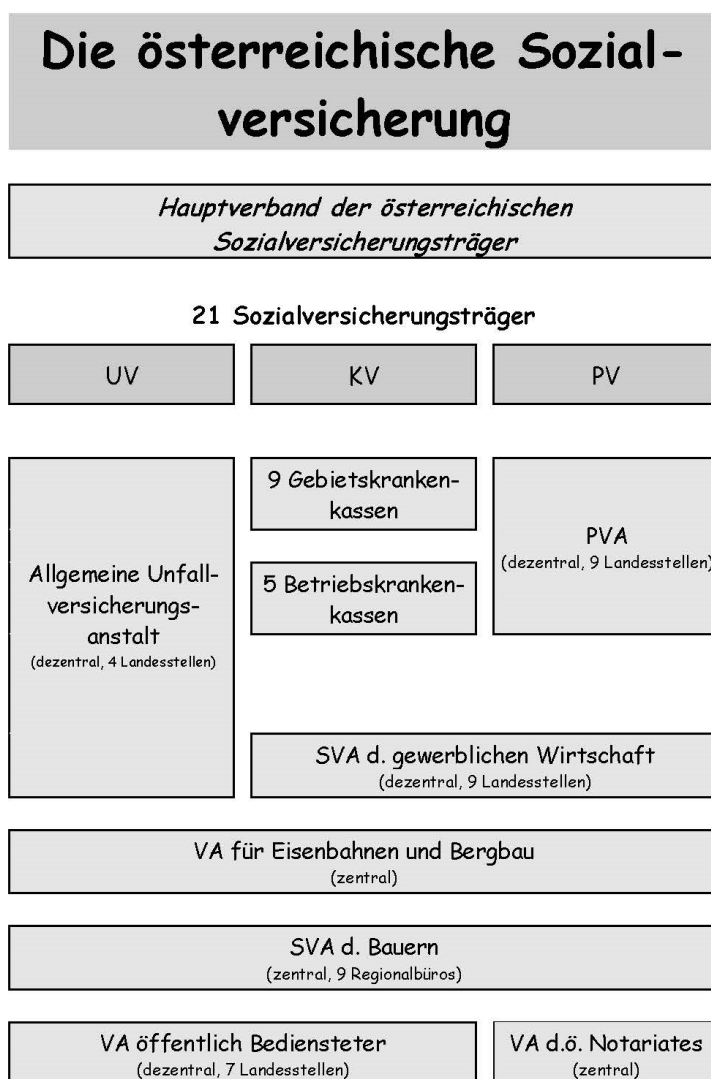 Die österreichische Sozial-
versicherung
Hauptverband der österreichischen
Sozialversicherungsträger
21 Sozialversicherungsträger
UV
KV
PV
Allgemeine Unfall-
versicherungs-
anstalt
(dezentral, 4 Landesstellen)
9 Gebietskranken-
kassen
5 Betriebskranken-
kassen
PVA
(dezentral, 9 Landesstellen)
SVA d. gewerblichen Wirtschaft
(dezentral, 9 Landesstellen)
VA für Eisenbahnen und Bergbau
(zentral)
SVA d. Bauern
(zentral, 9 Regionalbüros)
VA öffentlich Bediensteter
(dezentral, 7 Landesstellen)
VA d.ö. Notariates
(zentral)